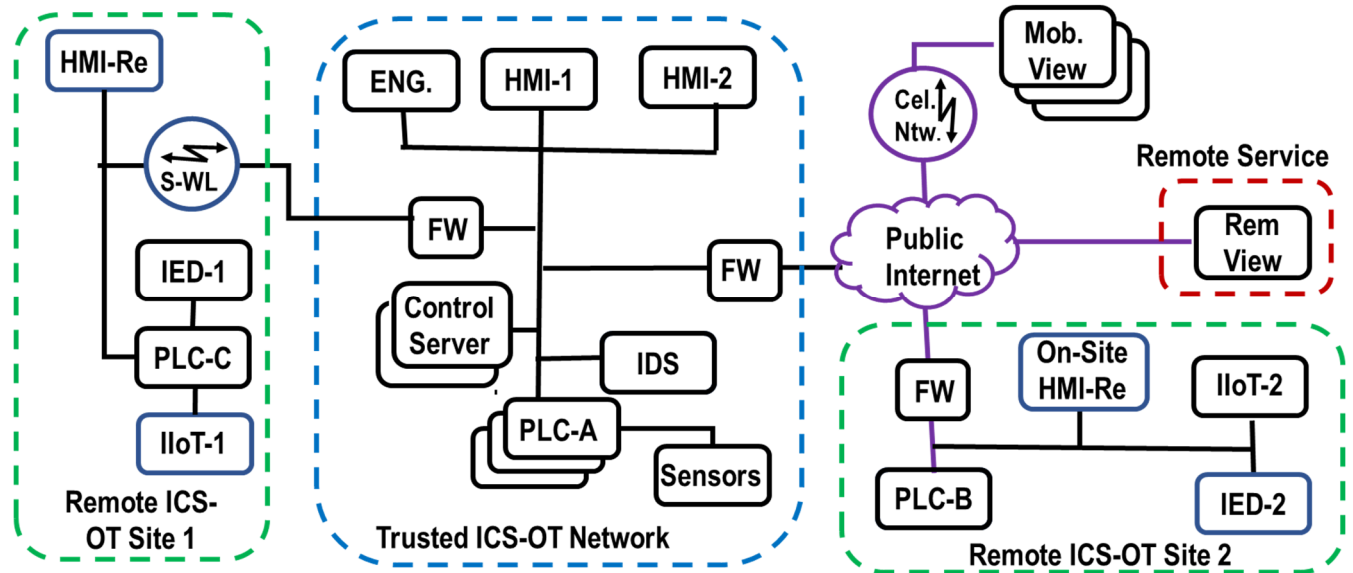 HMI-Re
S-WL
IED-1
PLC-C
IIoT-1
Remote ICS-
OT Site 1
ENG.
HMI-1
HMI-2
FW
FW
Control
Server
IDS
PLC-A
Sensors
Trusted ICS-OT Network
Mob.
View
Cel.
Ntw.
Public
Internet
Remote Service
Rem
View
FW
On-Site
HMI-Re
IIoT-2
PLC-B
IED-2
Remote ICS-OT Site 2